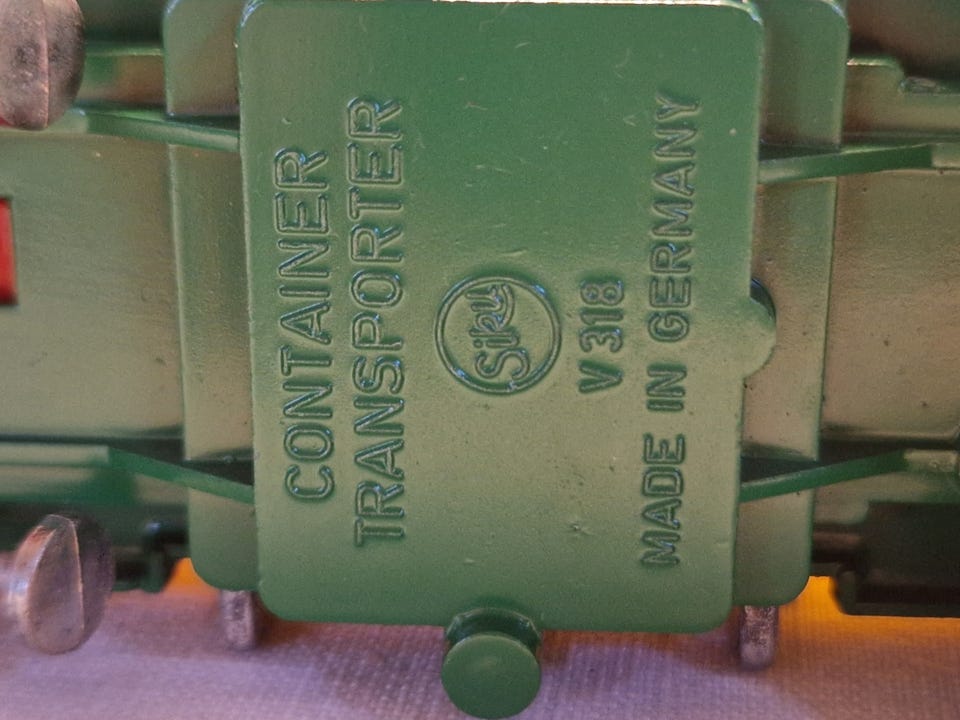 CONTAINER
TRANSPORTER
Siku
V 318
MADE IN GERMANY